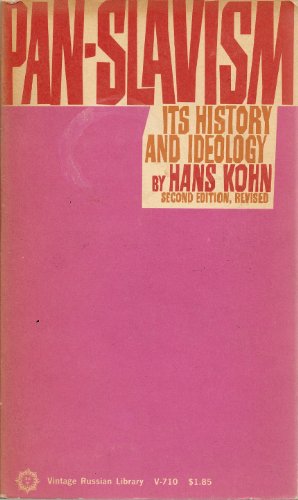 PAN-SLAVISM
ITS HISTORY
AND IDEOLOGY
BY HANS KOHN
SECOND EDITION, REVISED
Vintage Russian Library V-710 $1.85